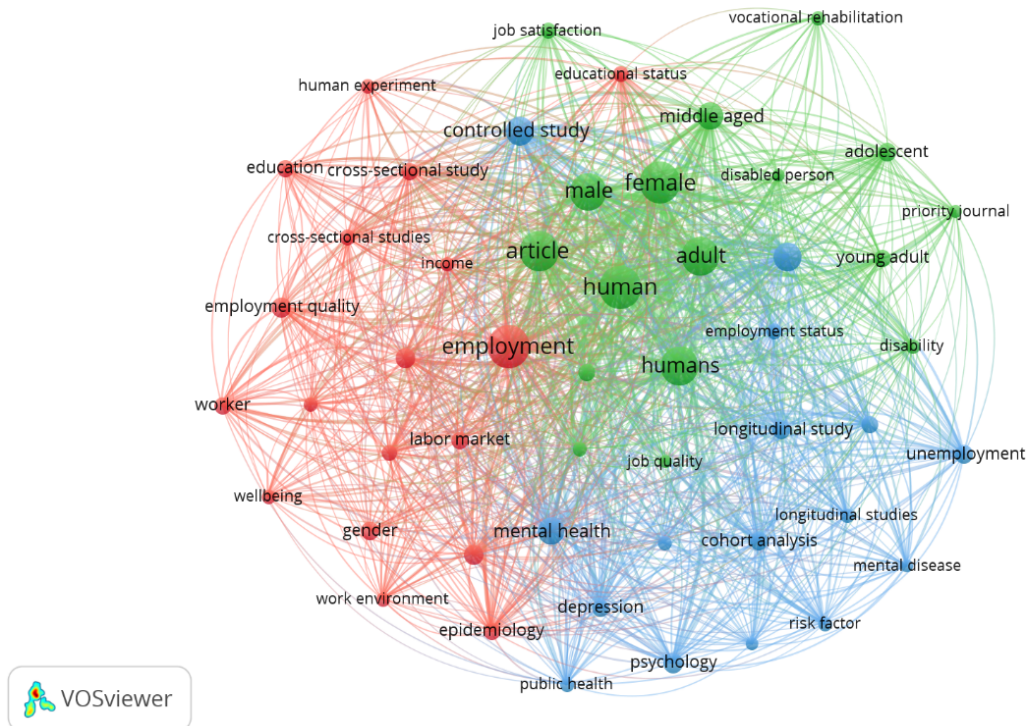 vocational rehabilitation
job satisfaction
educational status
human experiment
middle aged
controlled study
adolescent
education
cross-sectional study
disabled person
female
male
priority journal
cross-sectional studies
article
income
adult
young adult
human
employment quality
employment status
employment
disability
humans
worker
labor market
longitudinal study
unemployment
job quality
wellbeing
longitudinal studies
gender
mental health
cohort analysis
mental disease
work environment
depression
risk factor
epidemiology
psychology
public health
VOSviewer